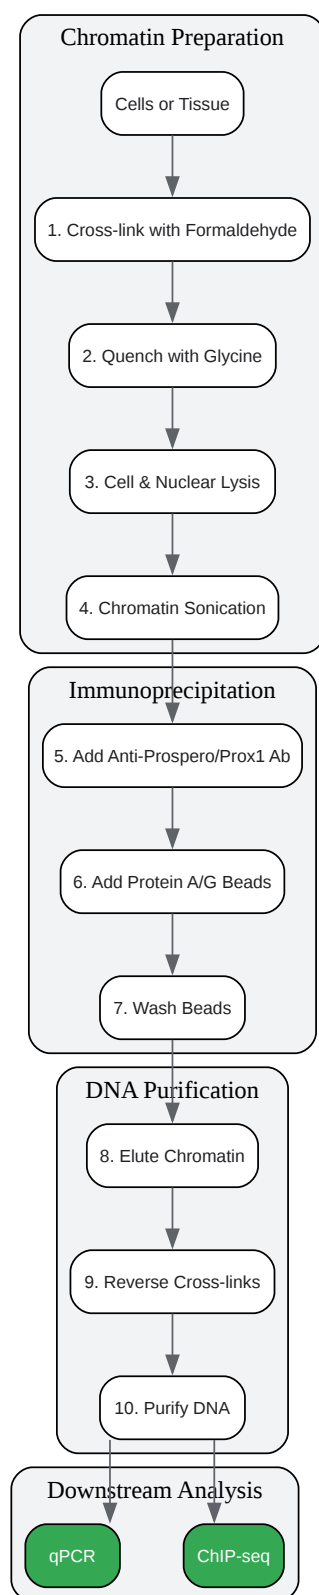 Chromatin Preparation
Cells or Tissue
1. Cross-link with Formaldehyde
2. Quench with Glycine
3. Cell & Nuclear Lysis
4. Chromatin Sonication
Immunoprecipitation
5. Add Anti-Prospero/Prox1 Ab
6. Add Protein A/G Beads
7. Wash Beads
DNA Purification
8. Elute Chromatin
9. Reverse Cross-links
10. Purify DNA
Downstream Analysis
qPCR
ChIP-seq